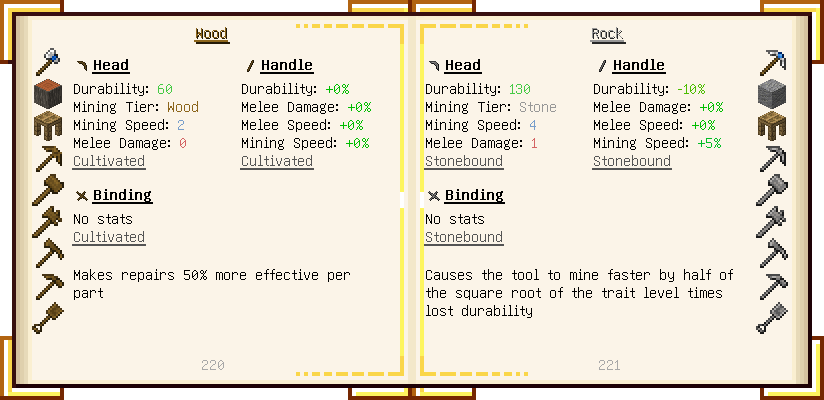 Wood
Head
Durability: 60
Mining Tier: Wood
Mining Speed: 2
Melee Damage: 0
Cultivated
Handle
Durability: +0%
Melee Damage: +0%
Melee Speed: +0%
Mining Speed: +0%
Cultivated
Binding
No stats
Cultivated
Makes repairs 50% more effective per
part
220
Rock
Head
Durability: 130
Mining Tier: Stone
Mining Speed: 4
Melee Damage: 1
Stonebound
Handle
Durability: -10%
Melee Damage: +0%
Melee Speed: +0%
Mining Speed: +5%
Stonebound
Binding
No stats
Stonebound
Causes the tool to mine faster by half of
the square root of the trait level times
lost durability
221